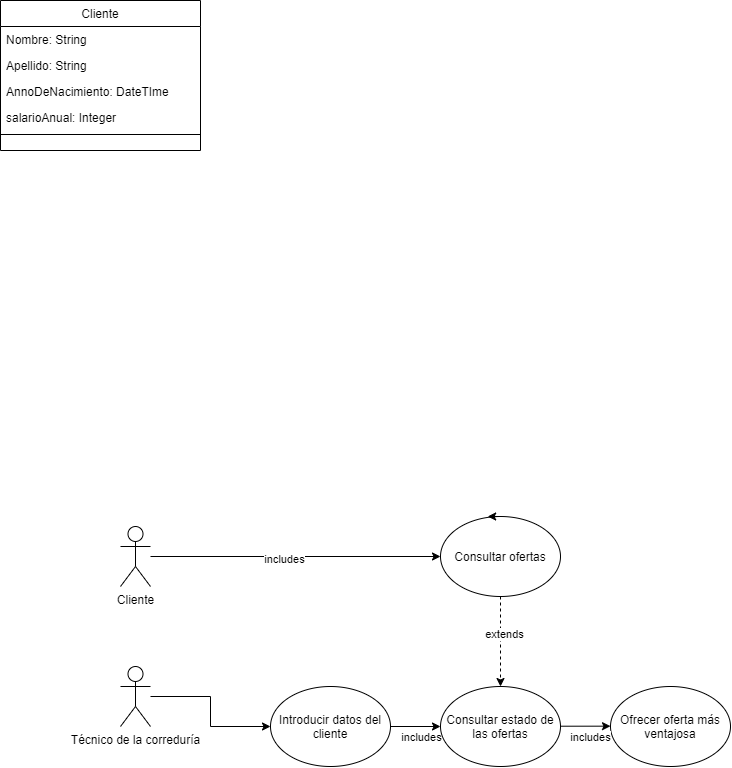 Cliente
Nombre: String
Apellido: String
AnnoDeNacimiento: DateTIme
salarioAnual: Integer
includes
Consultar ofertas
Cliente
extends
Introducir datos del
cliente
includes
Consultar estado de
las ofertas
includes
Ofrecer oferta más
ventajosa
Técnico de la correduría